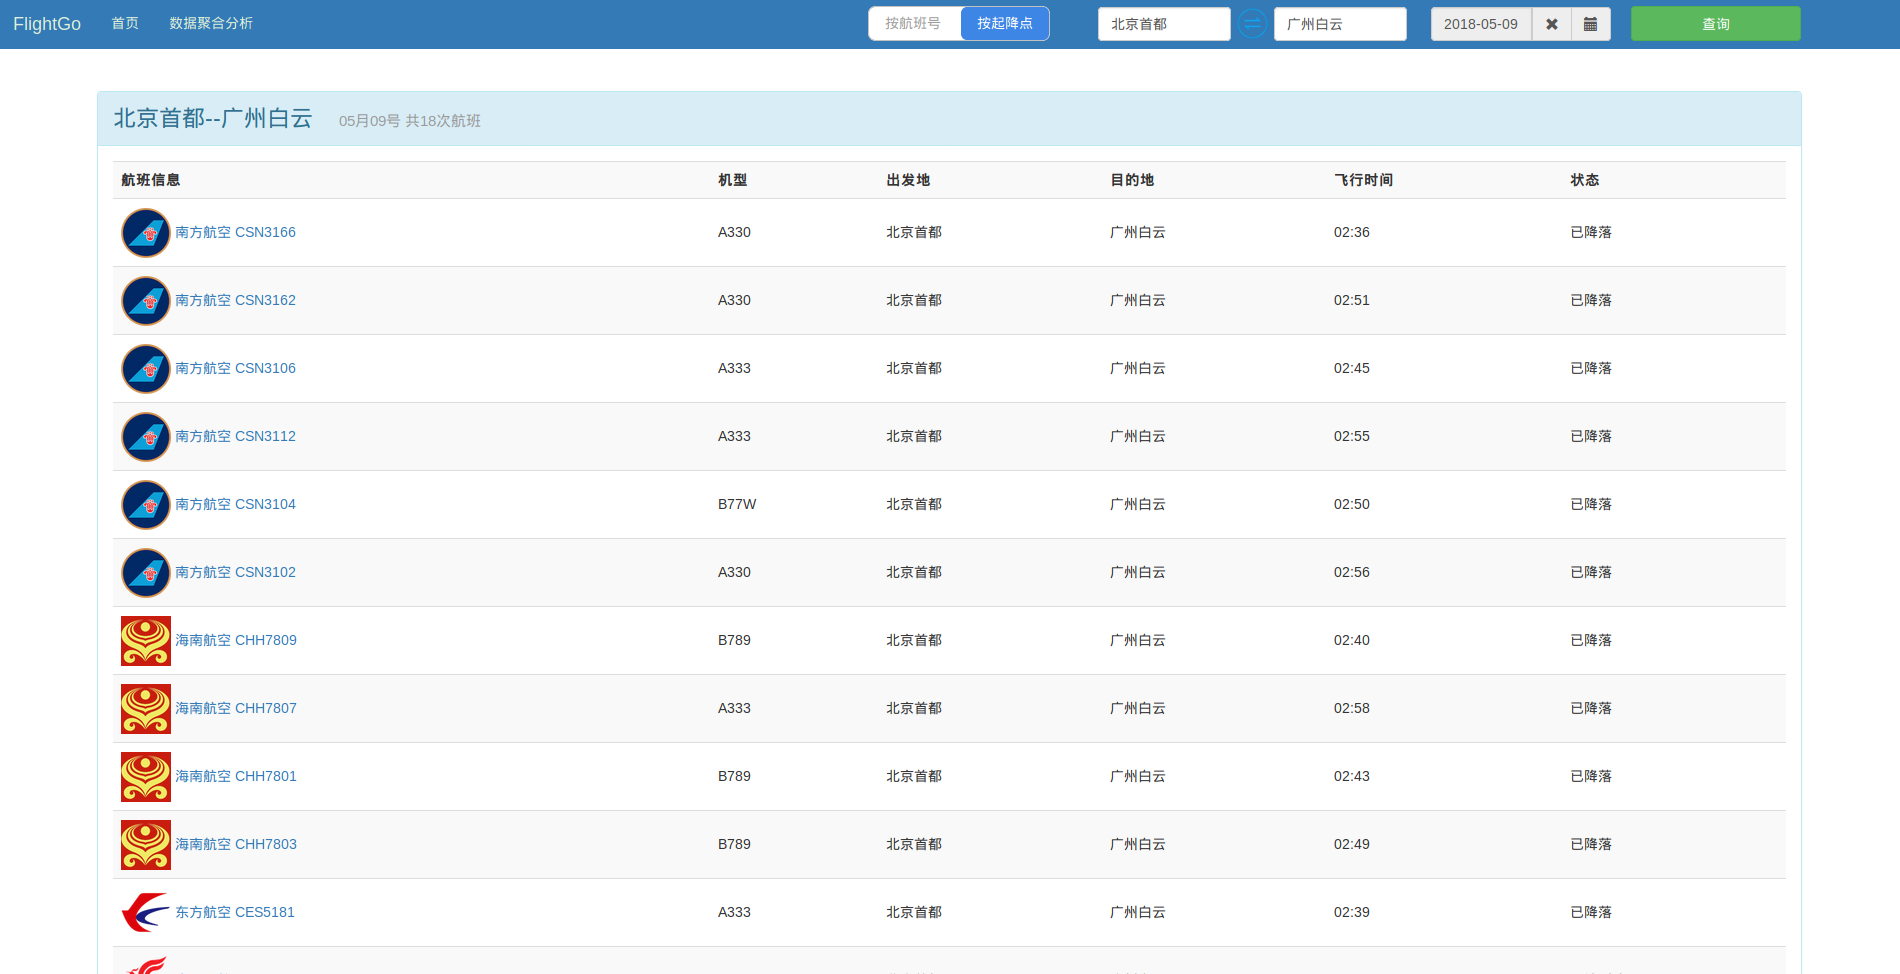 FlightGo 首页 数据聚合分析 按航班号 按起降点 北京首都 广州白云 2018-05-09 查询
北京首都--广州白云 05月09号 共18次航班
航班信息 机型 出发地 目的地 飞行时间 状态
南方航空 CSN3166 A330 北京首都 广州白云 02:36 已降落
南方航空 CSN3162 A330 北京首都 广州白云 02:51 已降落
南方航空 CSN3106 A333 北京首都 广州白云 02:45 已降落
南方航空 CSN3112 A333 北京首都 广州白云 02:55 已降落
南方航空 CSN3104 B77W 北京首都 广州白云 02:50 已降落
南方航空 CSN3102 A330 北京首都 广州白云 02:56 已降落
海南航空 CHH7809 B789 北京首都 广州白云 02:40 已降落
海南航空 CHH7807 A333 北京首都 广州白云 02:58 已降落
海南航空 CHH7801 B789 北京首都 广州白云 02:43 已降落
海南航空 CHH7803 B789 北京首都 广州白云 02:49 已降落
东方航空 CES5181 A333 北京首都 广州白云 02:39 已降落